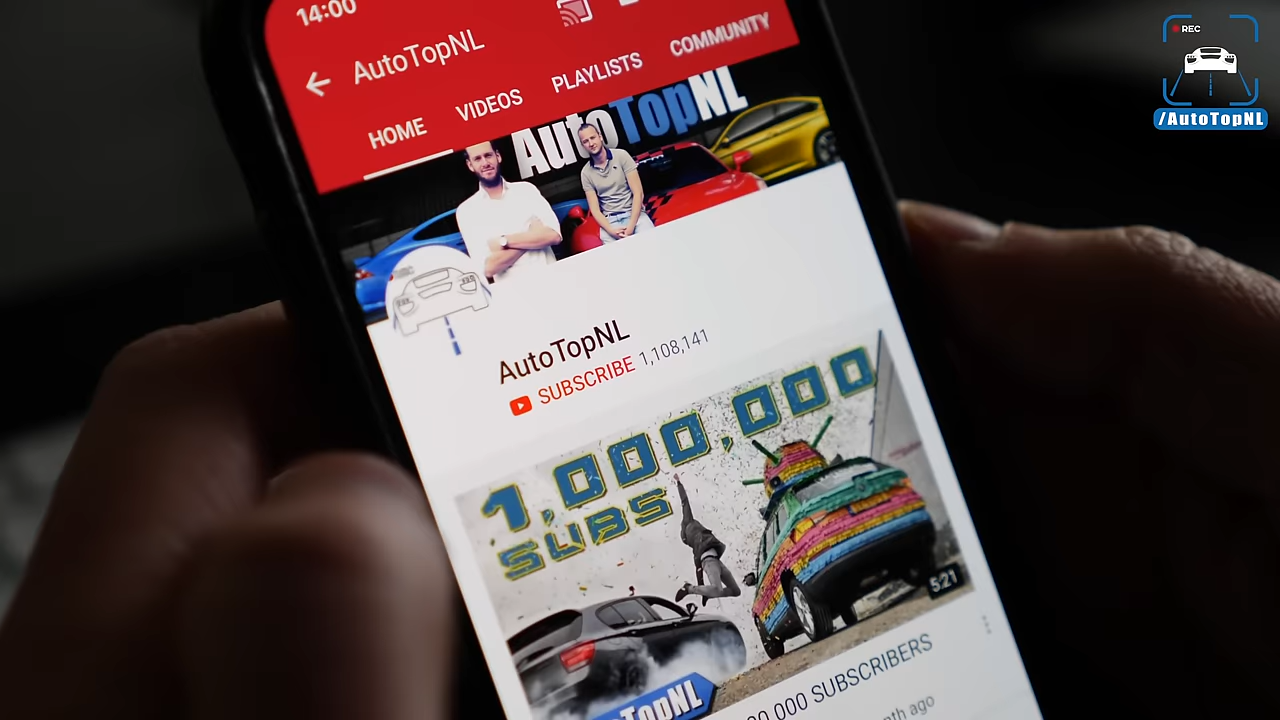 14:00
AutoTopNL
HOME VIDEOS PLAYLISTS COMMUNITY
AutoTopNL
AutoTopNL
SUBSCRIBE 1,108,141
1,000,000
SUBS
5:21
SUBSCRIBERS
ago
REC
/AutoTopNL